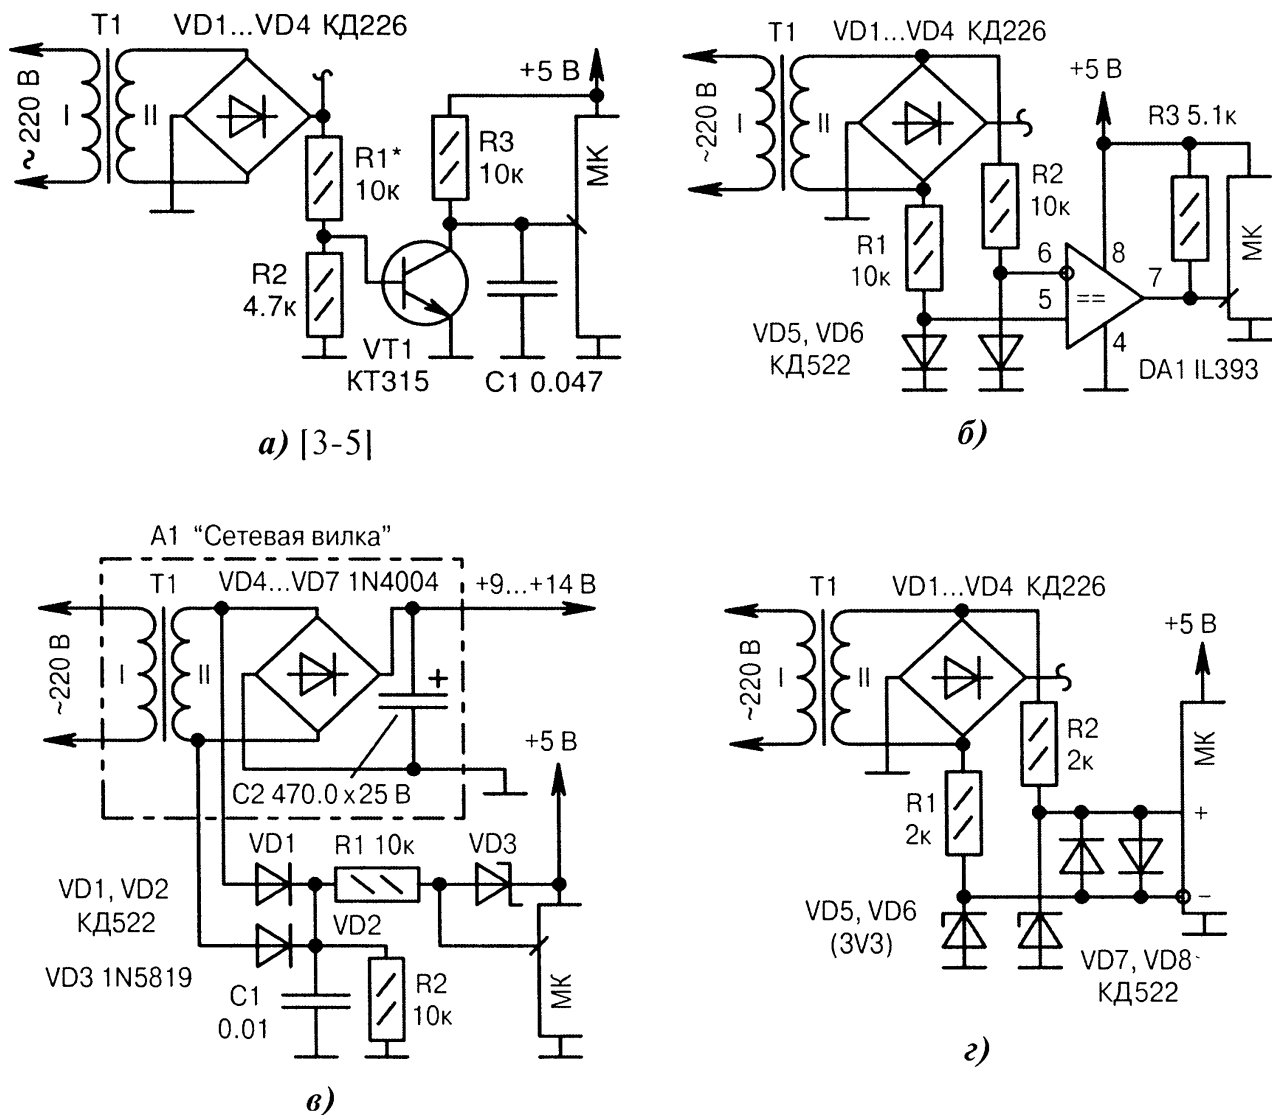 T1
VD1...VD4 КД226
~220 В
I
II
+5 В
R1*
10к
R3
10к
МК
R2
4.7к
VT1
КТ315
C1 0.047
а) [3-5]
T1
VD1...VD4 КД226
~220 В
I
II
+5 В
R3 5.1к
R2
10к
R1
10к
МК
6
8
7
5
==
4
VD5, VD6
КД522
DA1 IL393
б)
A1 "Сетевая вилка"
T1
VD4...VD7 1N4004
+9...+14 В
~220 В
I
II
+
+5 В
C2 470.0 x 25 В
VD1
R1 10к
VD3
VD1, VD2
КД522
VD2
VD3 1N5819
C1
0.01
R2
10к
МК
в)
T1
VD1...VD4 КД226
~220 В
I
II
+5 В
R2
2к
МК
R1
2к
+
−
VD5, VD6
(3V3)
VD7, VD8
КД522
г)